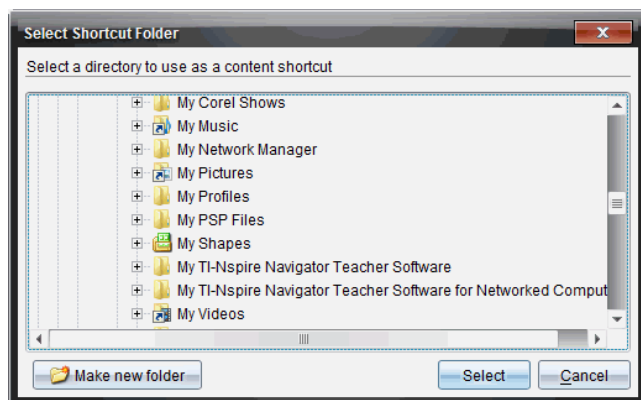 Select Shortcut Folder
Select a directory to use as a content shortcut
My Corel Shows
My Music
My Network Manager
My Pictures
My Profiles
My PSP Files
My Shapes
My TI-Nspire Navigator Teacher Software
My TI-Nspire Navigator Teacher Software for Networked Comput
My Videos
Make new folder
Select
Cancel